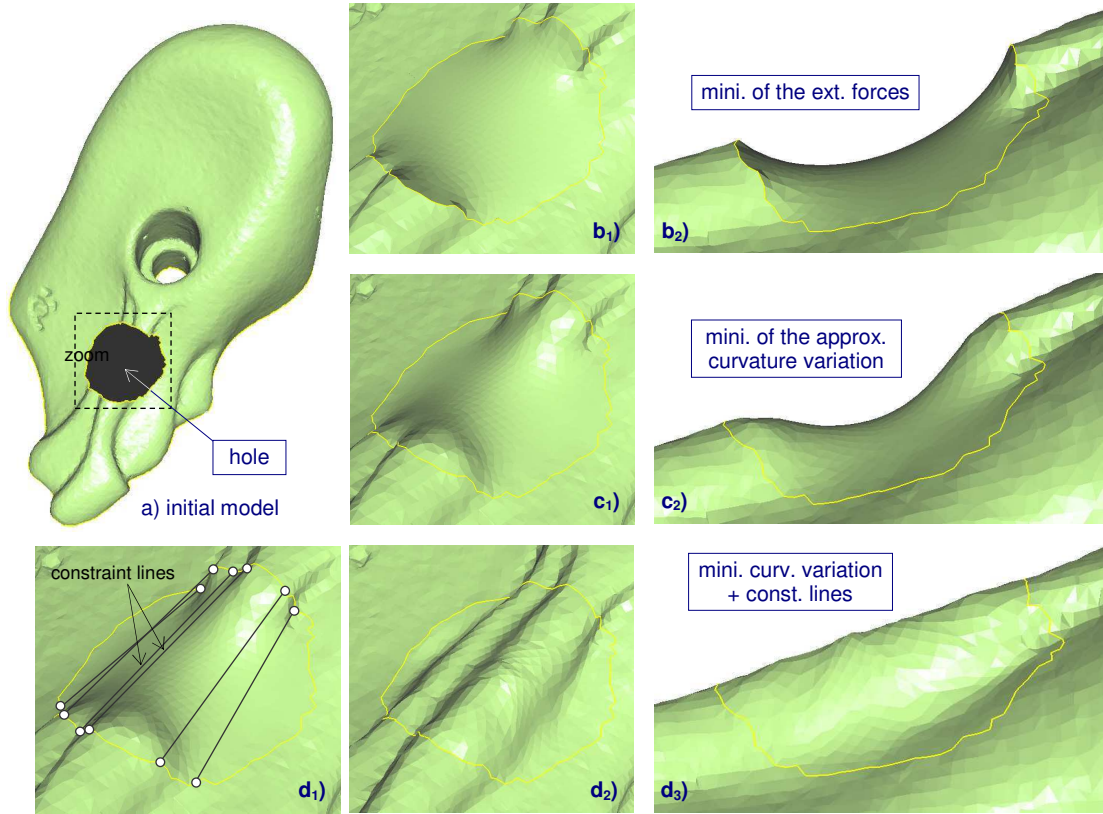 zoom
hole
a) initial model
b₁)
mini. of the ext. forces
b₂)
c₁)
mini. of the approx.
curvature variation
c₂)
constraint lines
d₁)
d₂)
mini. curv. variation
+ const. lines
d₃)